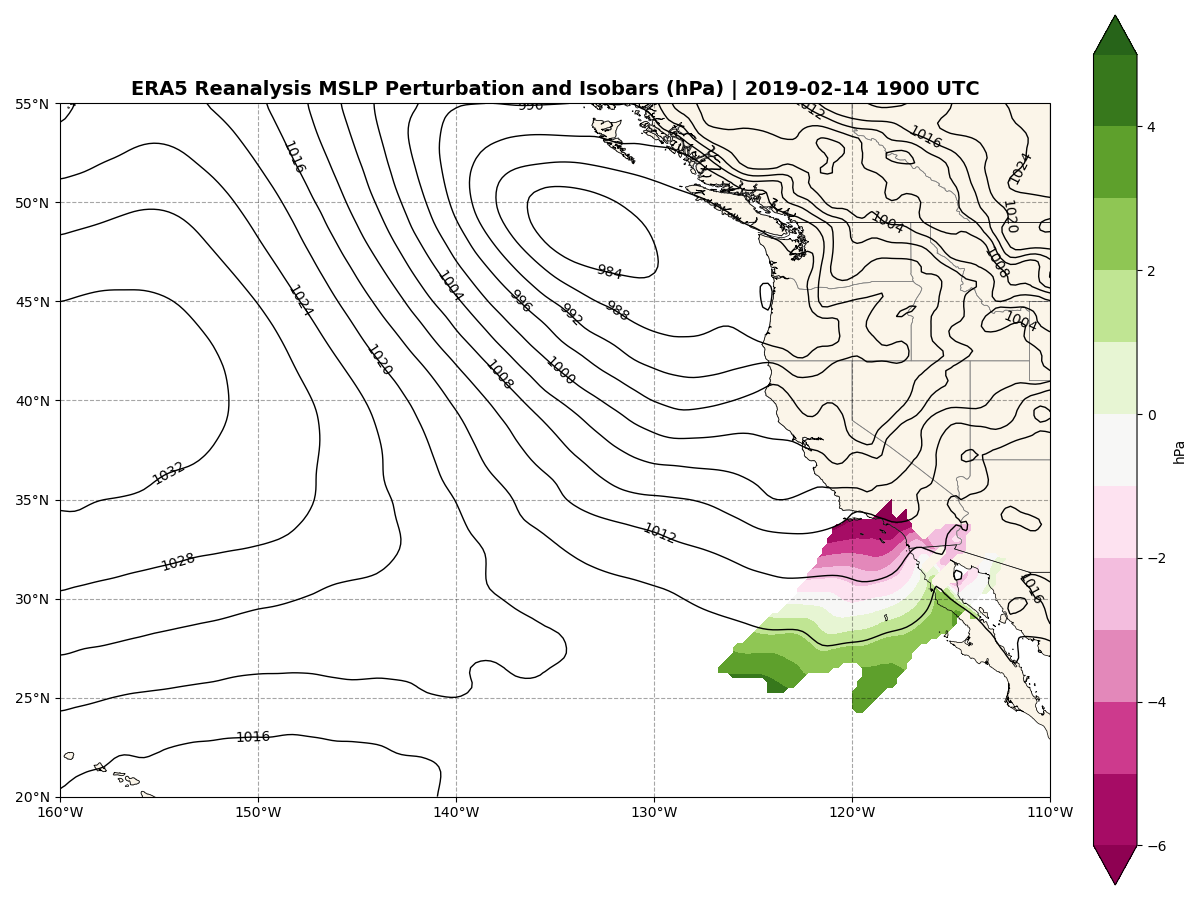 ERA5 Reanalysis MSLP Perturbation and Isobars (hPa) | 2019-02-14 1900 UTC
55°N
50°N
45°N
40°N
35°N
30°N
25°N
20°N
160°W
150°W
140°W
130°W
120°W
110°W
996
1012
1016
1016
1024
1020
1004
1008
984
1004
996
992
988
1004
1024
1020
1008
1000
1032
1012
1028
1016
1016
4
2
0
−2
−4
−6
hPa